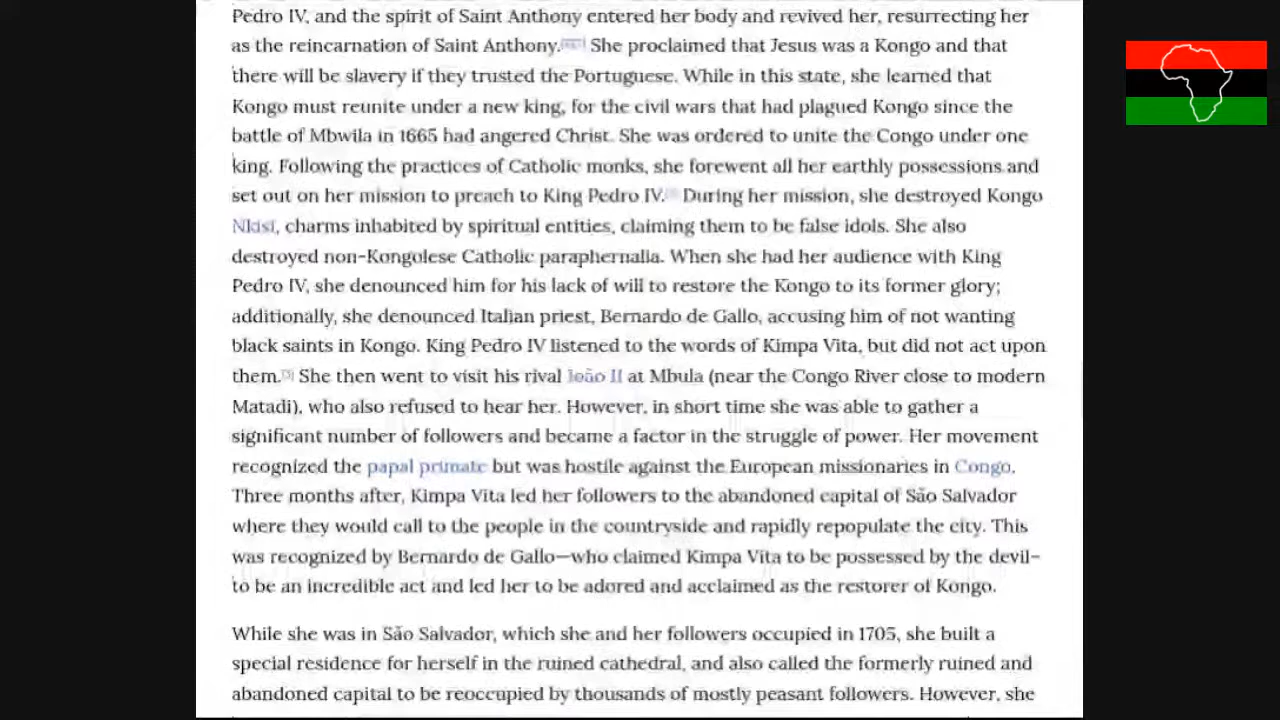 Pedro IV, and the spirit of Saint Anthony entered her body and revived her, resurrecting her
as the reincarnation of Saint Anthony. She proclaimed that Jesus was a Kongo and that
there will be slavery if they trusted the Portuguese. While in this state, she learned that
Kongo must reunite under a new king, for the civil wars that had plagued Kongo since the
battle of Mbwila in 1665 had angered Christ. She was ordered to unite the Congo under one
king. Following the practices of Catholic monks, she forewent all her earthly possessions and
set out on her mission to preach to King Pedro IV. During her mission, she destroyed Kongo
Nkisi, charms inhabited by spiritual entities, claiming them to be false idols. She also
destroyed non-Kongolese Catholic paraphernalia. When she had her audience with King
Pedro IV, she denounced him for his lack of will to restore the Kongo to its former glory;
additionally, she denounced Italian priest, Bernardo de Gallo, accusing him of not wanting
black saints in Kongo. King Pedro IV listened to the words of Kimpa Vita, but did not act upon
them.[5] She then went to visit his rival João II at Mbula (near the Congo River close to modern
Matadi), who also refused to hear her. However, in short time she was able to gather a
significant number of followers and became a factor in the struggle of power. Her movement
recognized the papal primate but was hostile against the European missionaries in Congo.
Three months after, Kimpa Vita led her followers to the abandoned capital of São Salvador
where they would call to the people in the countryside and rapidly repopulate the city. This
was recognized by Bernardo de Gallo—who claimed Kimpa Vita to be possessed by the devil–
to be an incredible act and led her to be adored and acclaimed as the restorer of Kongo.
While she was in São Salvador, which she and her followers occupied in 1705, she built a
special residence for herself in the ruined cathedral, and also called the formerly ruined and
abandoned capital to be reoccupied by thousands of mostly peasant followers. However, she